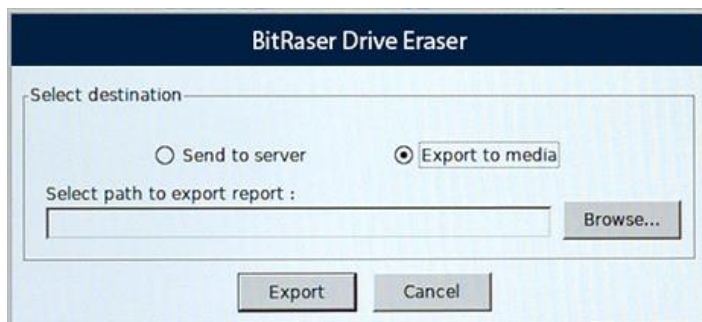 BitRaser Drive Eraser
Select destination
Send to server Export to media
Select path to export report :
Browse...
Export Cancel